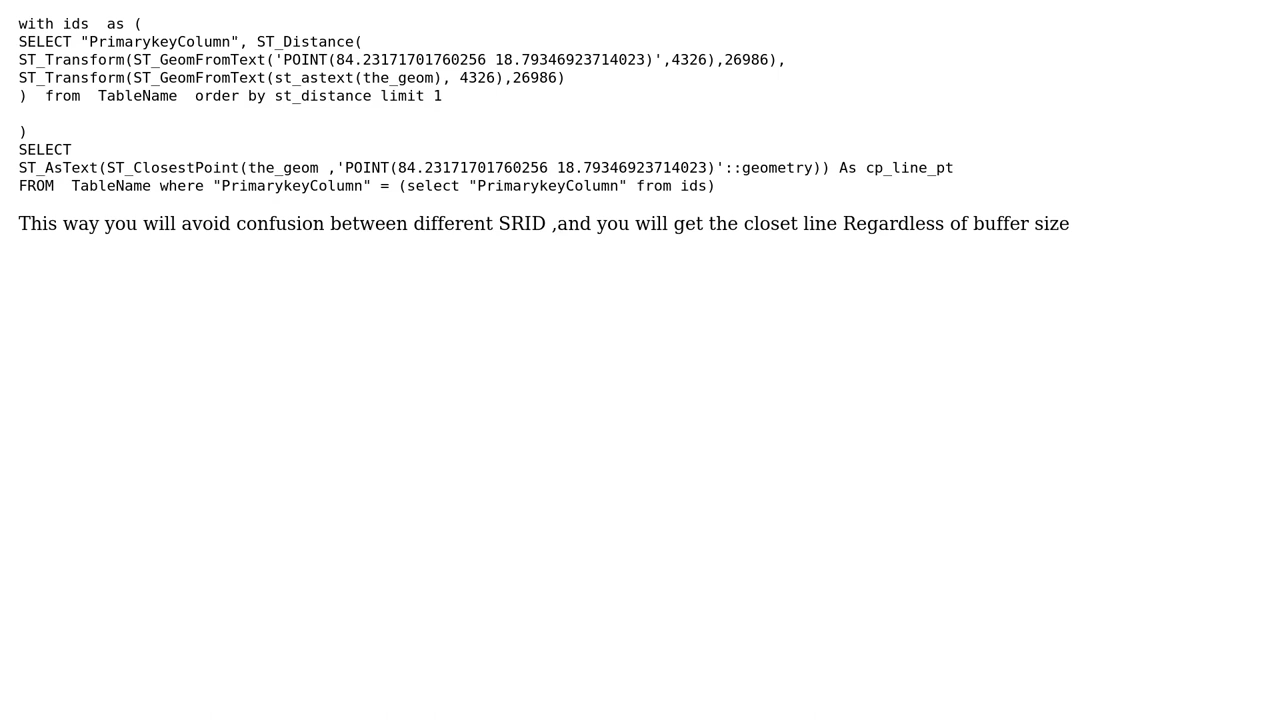 with ids  as (
SELECT "PrimarykeyColumn", ST_Distance(
ST_Transform(ST_GeomFromText('POINT(84.23171701760256 18.79346923714023)',4326),26986),
ST_Transform(ST_GeomFromText(st_astext(the_geom), 4326),26986)
)  from  TableName  order by st_distance limit 1
)
SELECT
ST_AsText(ST_ClosestPoint(the_geom ,'POINT(84.23171701760256 18.79346923714023)'::geometry)) As cp_line_pt
FROM  TableName where "PrimarykeyColumn" = (select "PrimarykeyColumn" from ids)
This way you will avoid confusion between different SRID ,and you will get the closet line Regardless of buffer size